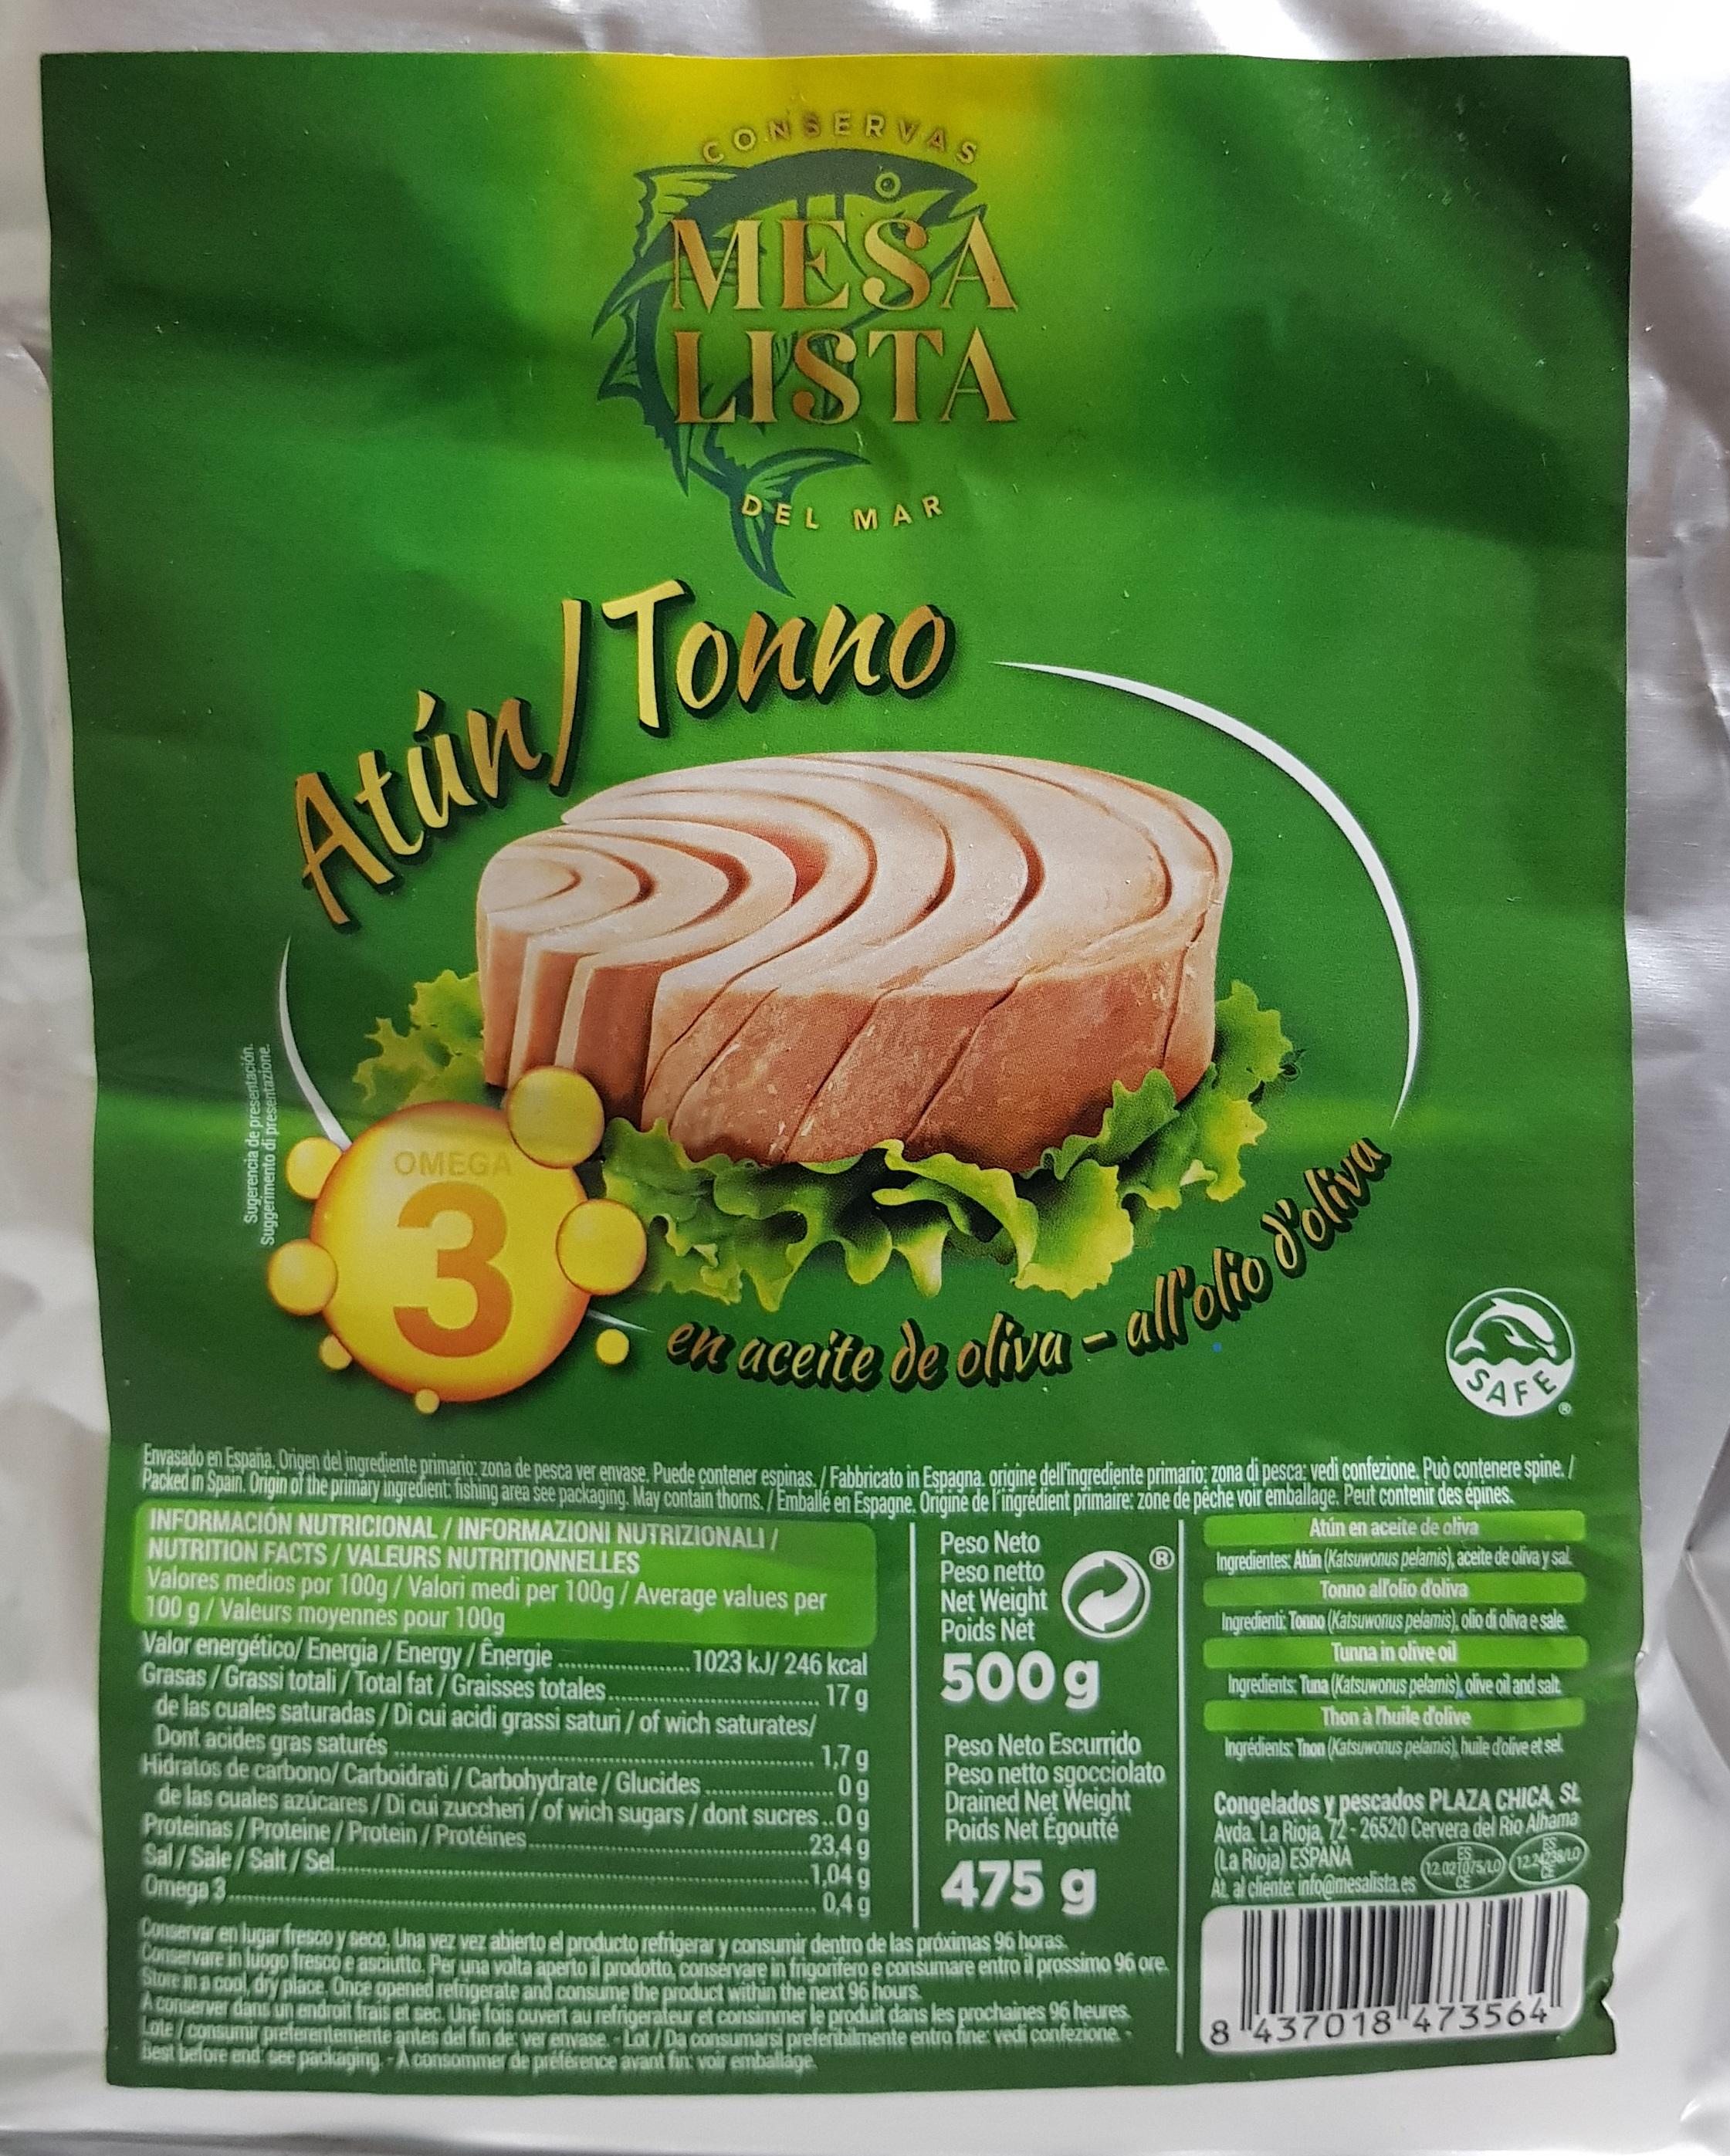 CONSERVAS
MESA
LISTA
DEL MAR
Atún/Tonno
Sugerencia de presentación.
Suggerimento di presentazione.
OMEGA
3
en aceite de oliva - all'olio d'oliva
SAFE®
Envasado en España, Origen del ingrediente primario: zona de pesca ver envase. Puede contener espinas. / Fabbricato in Espagna. origine dell'ingrediente primario: zona di pesca: vedi confezione. Può contenere spine. /
Packed in Spain. Origin of the primary ingredient: fishing area see packaging. May contain thorns. / Emballé en Espagne. Origine de l'ingrédient primaire: zone de pêche voir emballage. Peut contenir des épines.
INFORMACIÓN NUTRICIONAL / INFORMAZIONI NUTRIZIONALI /
NUTRITION FACTS / VALEURS NUTRITIONNELLES
Valores medios por 100g / Valori medi per 100g / Average values per
100 g / Valeurs moyennes pour 100g
Valor energético/ Energia / Energy / Ênergie ........ 1023 kJ/ 246 kcal
Grasas / Grassi totali / Total fat / Graisses totales........ 17 g
de las cuales saturadas / Di cui acidi grassi saturi / of wich saturates/
Dont acides gras saturés ........ 1,7 g
Hidratos de carbono/ Carboidrati / Carbohydrate / Glucides ........ 0 g
de las cuales azúcares / Di cui zuccheri / of wich sugars / dont sucres .. 0 g
Proteinas / Proteine / Protein / Protéines ........ 23,4 g
Sal / Sale / Salt / Sel ........ 1,04 g
Omega 3 ........ 0,4 g
Conservar en lugar fresco y seco. Una vez vez abierto el producto refrigerar y consumir dentro de las próximas 96 horas.
Conservare in luogo fresco e asciutto. Per una volta aperto il prodotto, conservare in frigorifero e consumare entro il prossimo 96 ore.
Store in a cool, dry place. Once opened refrigerate and consume the product within the next 96 hours.
A conserver dans un endroit frais et sec. Une fois ouvert au refrigerateur et consimmer le produit dans les prochaines 96 heures.
Lote / consumir preferentemente antes del fin de: ver envase. - Lot / Da consumarsi preferibilmente entro fine: vedi confezione. -
Best before end: see packaging. - À consommer de préférence avant fin: voir emballage.
Peso Neto
Peso netto
Net Weight
Poids Net
®
500 g
Peso Neto Escurrido
Peso netto sgocciolato
Drained Net Weight
Poids Net Égoutté
475 g
Atún en aceite de oliva
Ingredientes: Atún (Katsuwonus pelamis), aceite de oliva y sal.
Tonno all'olio d'oliva
Ingredienti: Tonno (Katsuwonus pelamis), olio di oliva e sale.
Tunna in olive oil
Ingredients: Tuna (Katsuwonus pelamis), olive oil and salt.
Thon à l'huile d'olive
Ingrédients: Tnon (Katsuwonus pelamis), huile d'olive et sel.
Congelados y pescados PLAZA CHICA, SL
Avda. La Rioja, 72 - 26520 Cervera del Rio Alhama
(La Rioja) ESPAÑA
At. al cliente: info@mesalista.es
ES
12.021075/LO
CE
ES
CE
8 437018 473564